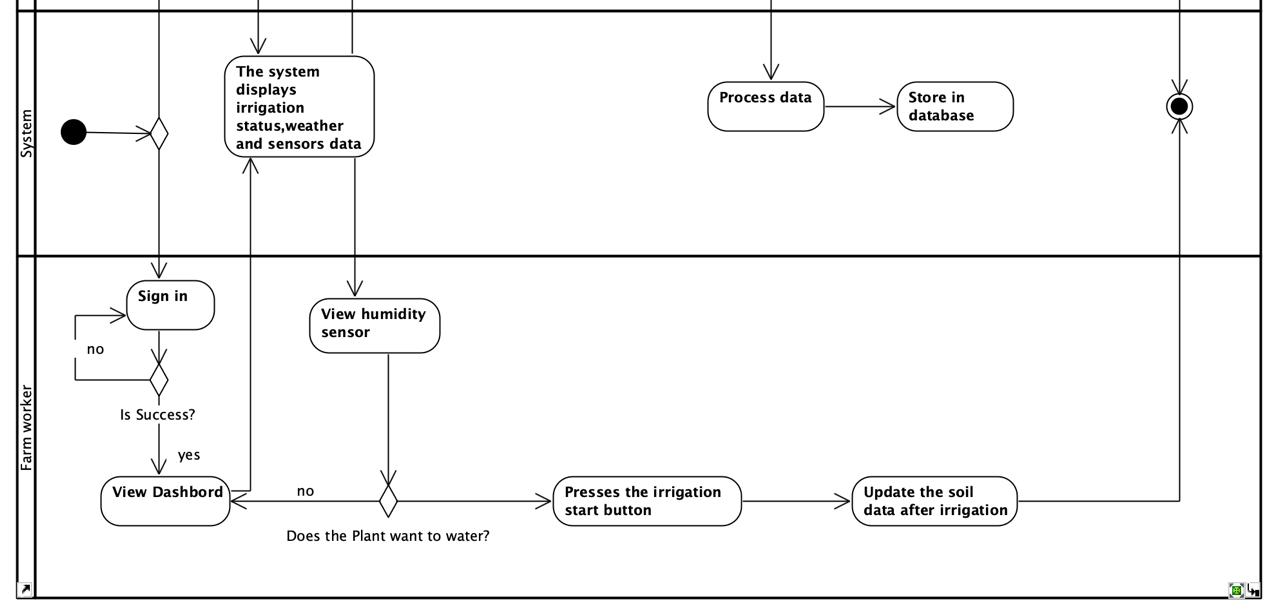 System
The system
displays
irrigation
status,weather
and sensors data
Process data
Store in
database
Farm worker
Sign in
no
Is Success?
yes
View Dashbord
View humidity
sensor
no
Does the Plant want to water?
Presses the irrigation
start button
Update the soil
data after irrigation